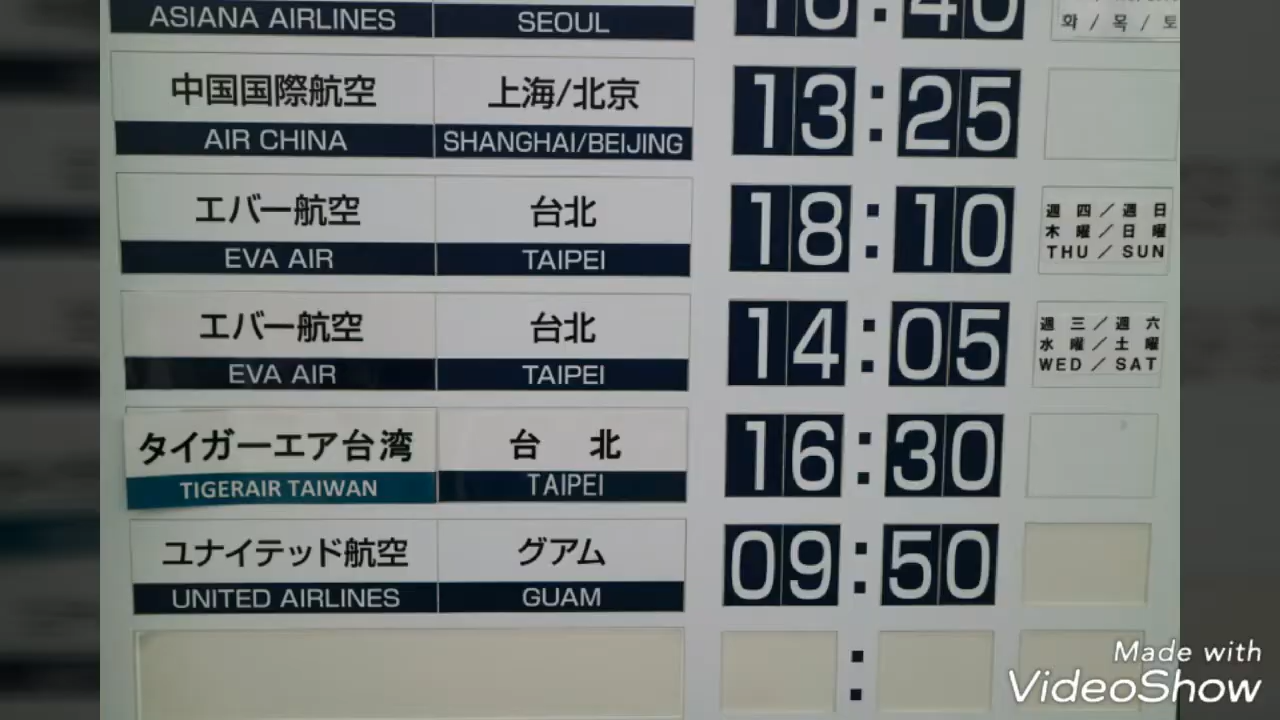 ASIANA AIRLINES SEOUL 10:40 화 / 목 / 토
中国国際航空 上海/北京 13:25
AIR CHINA SHANGHAI/BEIJING
エバー航空 台北 18:10 週 四 / 週 日
木 曜 / 日 曜
EVA AIR TAIPEI THU / SUN
エバー航空 台北 14:05 週 三 / 週 六
水 曜 / 土 曜
EVA AIR TAIPEI WED / SAT
タイガーエア台湾 台 北 16:30
TIGERAIR TAIWAN TAIPEI
ユナイテッド航空 グアム 09:50
UNITED AIRLINES GUAM
:
Made with
VideoShow